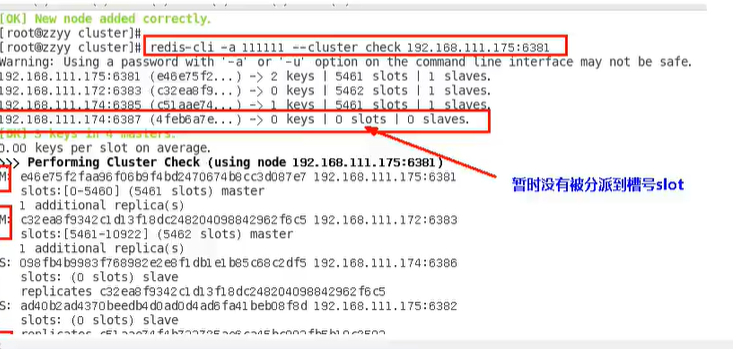 [OK] New node added correctly.
[root@zzyy cluster]#
[root@zzyy cluster]# redis-cli -a 111111 --cluster check 192.168.111.175:6381
Warning: Using a password with '-a' or '-u' option on the command line interface may not be safe.
192.168.111.175:6381 (e46e75f2...) -> 2 keys | 5461 slots | 1 slaves.
192.168.111.172:6383 (c32ea8f9...) -> 0 keys | 5462 slots | 1 slaves.
192.168.111.174:6385 (c51aae74...) -> 1 keys | 5461 slots | 1 slaves.
192.168.111.174:6387 (4feb6a7e...) -> 0 keys | 0 slots | 0 slaves.
[OK] 3 keys in 4 masters.
0.00 keys per slot on average.
>>> Performing Cluster Check (using node 192.168.111.175:6381)
M: e46e75f2faa96f06b9f4bd2470674b8cc3d087e7 192.168.111.175:6381
slots:[0-5460] (5461 slots) master
1 additional replica(s)
暂时没有被分派到槽号slot
M: c32ea8f9342c1d13f18dc248204098842962f6c5 192.168.111.172:6383
slots:[5461-10922] (5462 slots) master
1 additional replica(s)
S: 098fb4b9983f768982e2e8f1db1e1b85c68c2df5 192.168.111.174:6386
slots: (0 slots) slave
replicates c32ea8f9342c1d13f18dc248204098842962f6c5
S: ad40b2ad4370beedb4d0ad0d4ad6fa41beb08f8d 192.168.111.175:6382
slots: (0 slots) slave
replicates